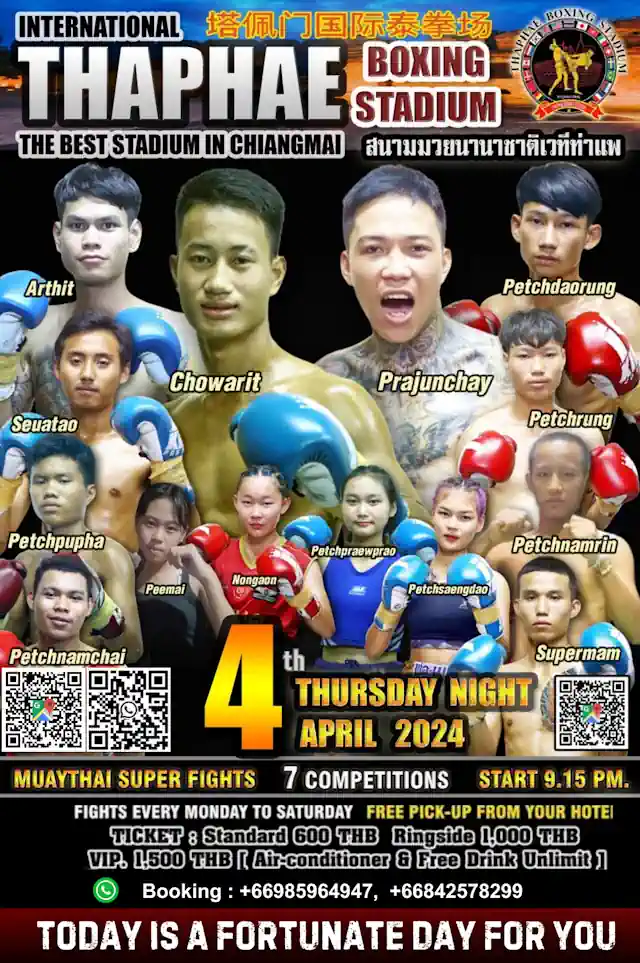 INTERNATIONAL
塔佩门国际泰拳场
THAPHAE
BOXING
STADIUM
THAPHAE BOXING STADIUM
THE BEST STADIUM IN CHIANGMAI
สนามมวยนานาชาติเวทีท่าแพ
Arthit
Petchdaorung
Chowarit
Prajunchay
Seuatao
Petchrung
Petchpupha
Petchpraewprao
Petchnamrin
Peemai
Nongaon
Petchsaengdao
Petchnamchai
Supermam
4th
THURSDAY NIGHT
APRIL 2024
MUAYTHAI SUPER FIGHTS 7 COMPETITIONS START 9.15 PM.
FIGHTS EVERY MONDAY TO SATURDAY FREE PICK-UP FROM YOUR HOTEI
TICKET : Standard 600 THB Ringside 1,000 THB
VIP. 1,500 THB [ Air-conditioner & Free Drink Unlimit ]
Booking : +66985964947, +66842578299
TODAY IS A FORTUNATE DAY FOR YOU